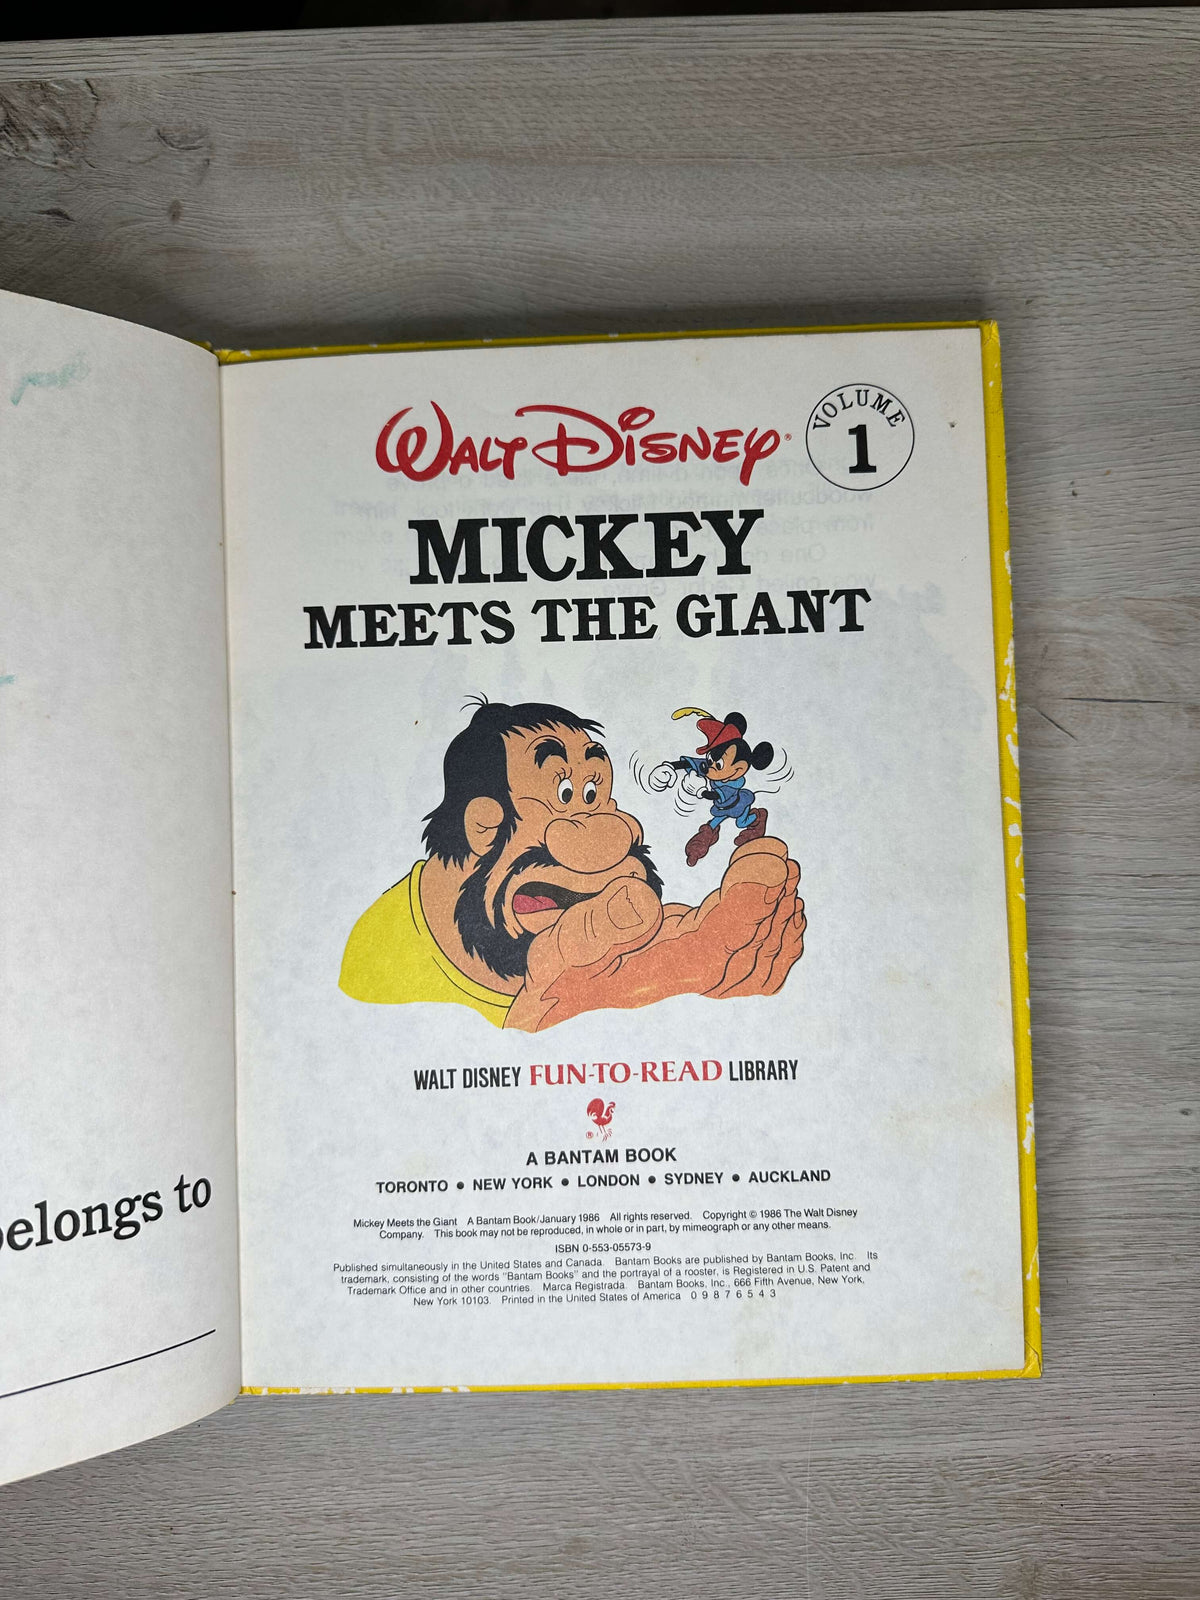 belongs to
WALT DISNEY
VOLUME
1
MICKEY
MEETS THE GIANT
WALT DISNEY FUN-TO-READ LIBRARY
A BANTAM BOOK
TORONTO • NEW YORK • LONDON • SYDNEY • AUCKLAND
Mickey Meets the Giant A Bantam Book/January 1986 All rights reserved. Copyright © 1986 The Walt Disney
Company. This book may not be reproduced, in whole or in part, by mimeograph or any other means.
ISBN 0-553-05573-9
Published simultaneously in the United States and Canada. Bantam Books are published by Bantam Books, Inc. Its
trademark, consisting of the words "Bantam Books" and the portrayal of a rooster, is Registered in U.S. Patent and
Trademark Office and in other countries. Marca Registrada. Bantam Books, Inc., 666 Fifth Avenue, New York,
New York 10103. Printed in the United States of America 0 9 8 7 6 5 4 3